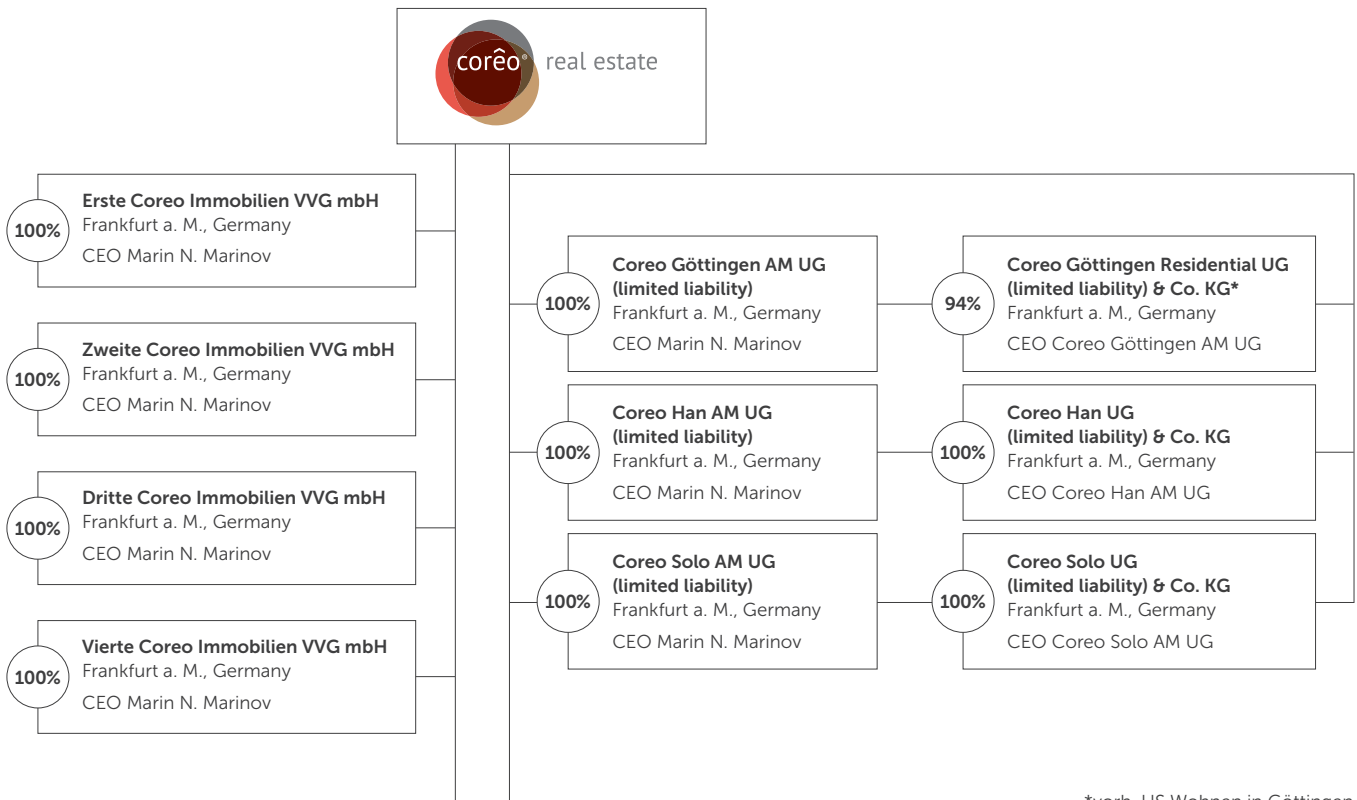 corêo® real estate
100%
Erste Coreo Immobilien VVG mbH
Frankfurt a. M., Germany
CEO Marin N. Marinov
100%
Zweite Coreo Immobilien VVG mbH
Frankfurt a. M., Germany
CEO Marin N. Marinov
100%
Dritte Coreo Immobilien VVG mbH
Frankfurt a. M., Germany
CEO Marin N. Marinov
100%
Vierte Coreo Immobilien VVG mbH
Frankfurt a. M., Germany
CEO Marin N. Marinov
100%
Coreo Göttingen AM UG
(limited liability)
Frankfurt a. M., Germany
CEO Marin N. Marinov
94%
Coreo Göttingen Residential UG
(limited liability) & Co. KG*
Frankfurt a. M., Germany
CEO Coreo Göttingen AM UG
100%
Coreo Han AM UG
(limited liability)
Frankfurt a. M., Germany
CEO Marin N. Marinov
100%
Coreo Han UG
(limited liability) & Co. KG
Frankfurt a. M., Germany
CEO Coreo Han AM UG
100%
Coreo Solo AM UG
(limited liability)
Frankfurt a. M., Germany
CEO Marin N. Marinov
100%
Coreo Solo UG
(limited liability) & Co. KG
Frankfurt a. M., Germany
CEO Coreo Solo AM UG
*vorh. US Wohnen in Göttingen